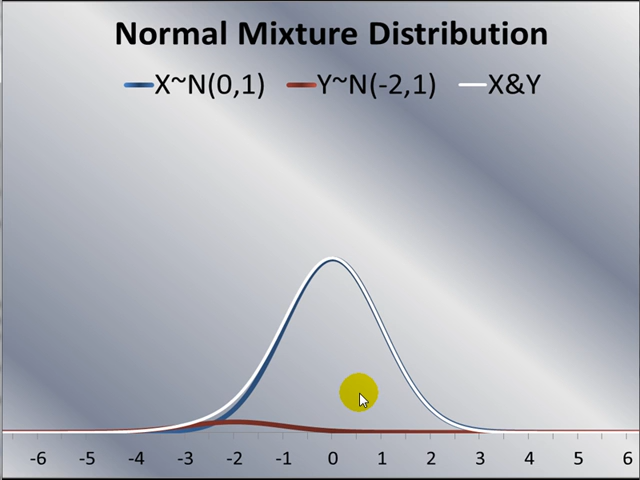 Normal Mixture Distribution
X~N(0,1) Y~N(-2,1) X&Y
-6 -5 -4 -3 -2 -1 0 1 2 3 4 5 6